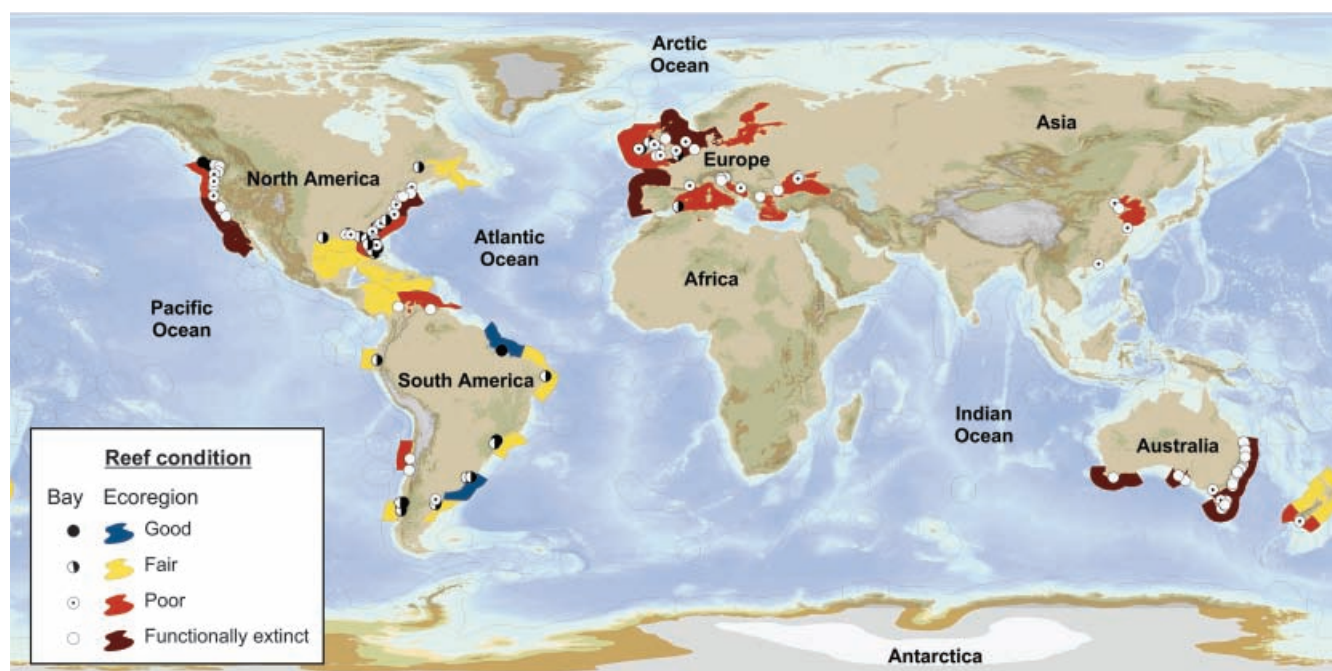 Arctic
Ocean
Asia
North America
Europe
Atlantic
Ocean
Africa
Pacific
Ocean
South America
Indian
Ocean
Australia
Reef condition
Bay Ecoregion
Good
Fair
Poor
Functionally extinct
Antarctica